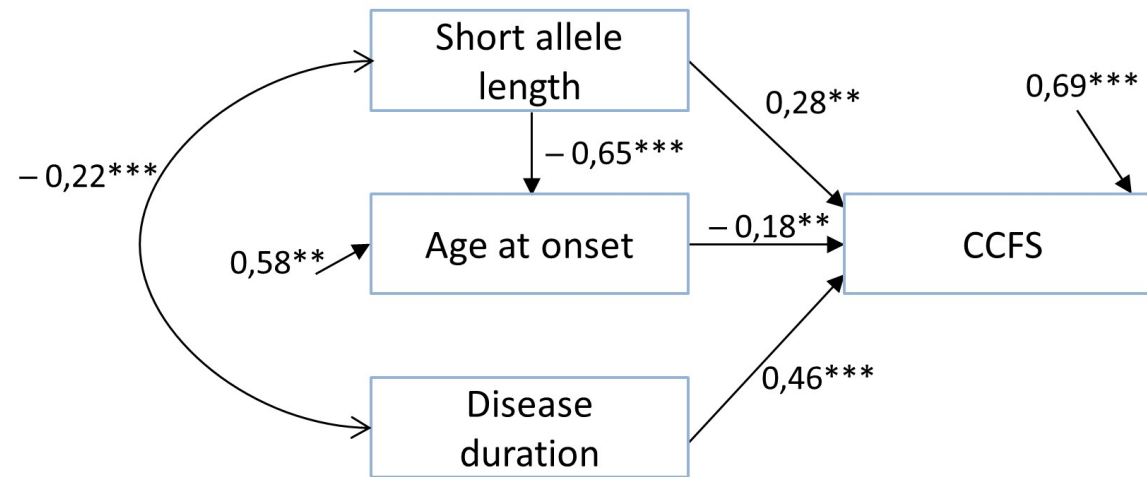 Short allele
length
0,28**
0,69***
– 0,65***
– 0,22***
Age at onset
– 0,18**
CCFS
0,58**
Disease
duration
0,46***